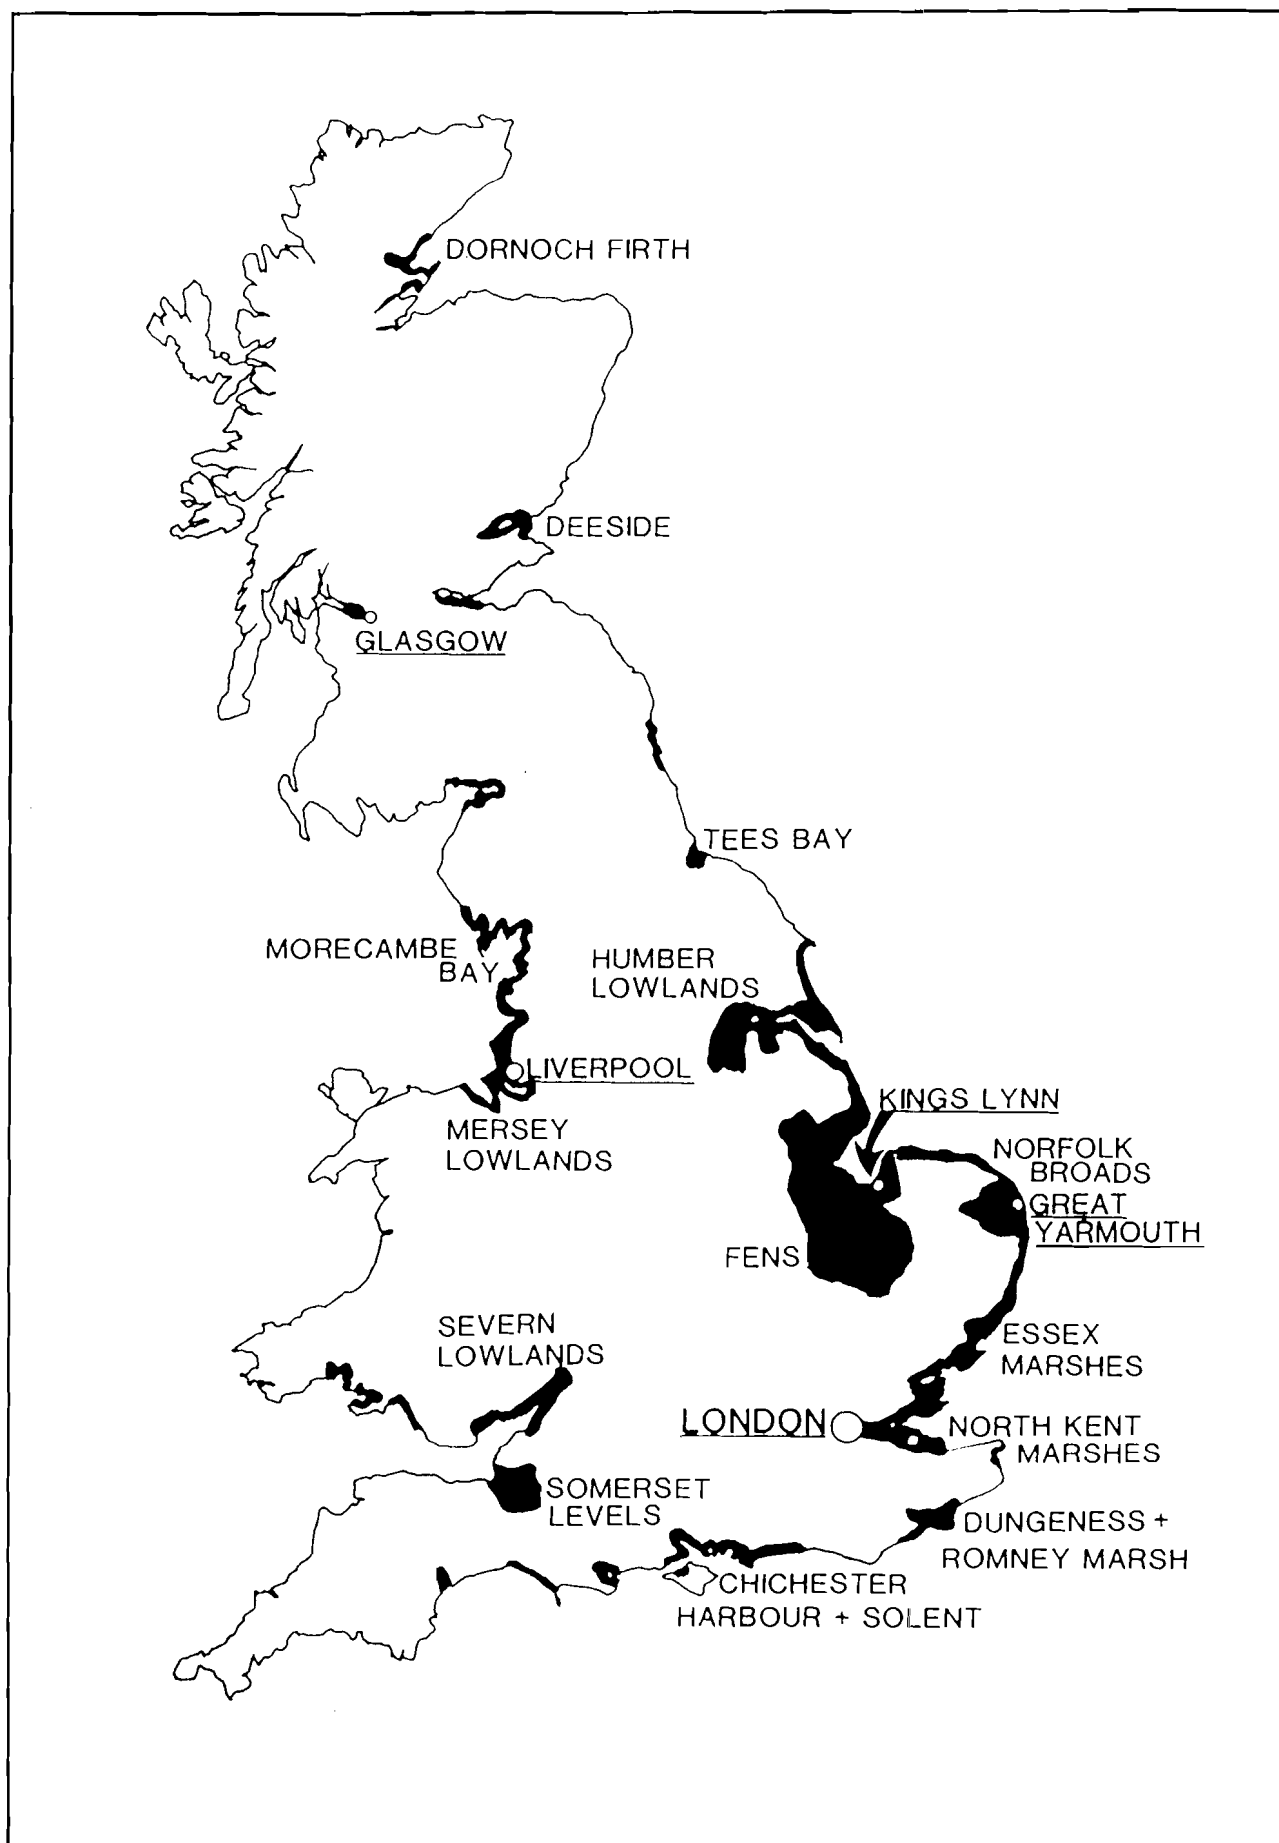 DORNOCH FIRTH
DEESIDE
GLASGOW
TEES BAY
MORECAMBE
BAY
HUMBER
LOWLANDS
LIVERPOOL
KINGS LYNN
MERSEY
LOWLANDS
NORFOLK
BROADS
GREAT
YARMOUTH
FENS
SEVERN
LOWLANDS
ESSEX
MARSHES
LONDON
NORTH KENT
MARSHES
SOMERSET
LEVELS
DUNGENESS +
ROMNEY MARSH
CHICHESTER
HARBOUR + SOLENT